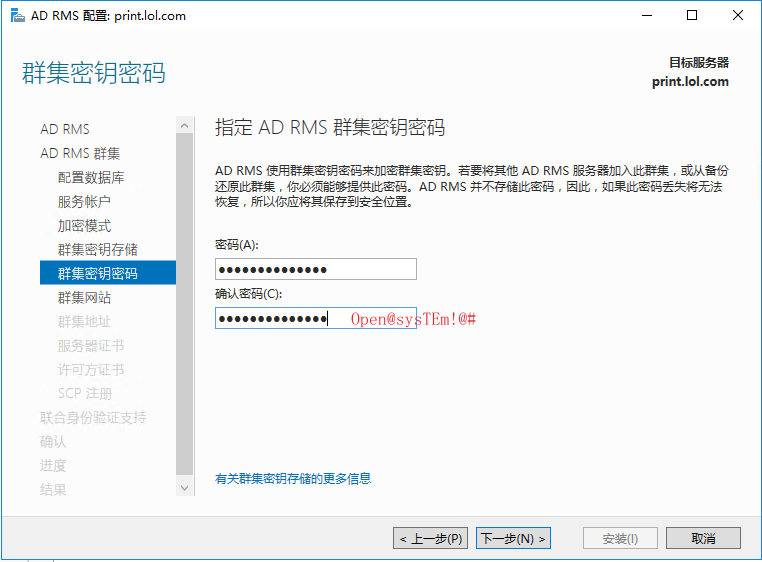 AD RMS 配置: print.lol.com
群集密钥密码
目标服务器
print.lol.com
AD RMS
AD RMS 群集
配置数据库
服务帐户
加密模式
群集密钥存储
群集密钥密码
群集网站
群集地址
服务器证书
许可方证书
SCP 注册
联合身份验证支持
确认
进度
结果
指定 AD RMS 群集密钥密码
AD RMS 使用群集密钥密码来加密群集密钥。若要将其他 AD RMS 服务器加入此群集，或从备份
还原此群集，你必须能够提供此密码。AD RMS 并不存储此密码，因此，如果此密码丢失将无法
恢复，所以你应将其保存到安全位置。
密码(A):
●●●●●●●●●●●●●●
确认密码(C):
●●●●●●●●●●●●●● Open@sysTEm!@#
有关群集密钥存储的更多信息
< 上一步(P) 下一步(N) > 安装(I) 取消